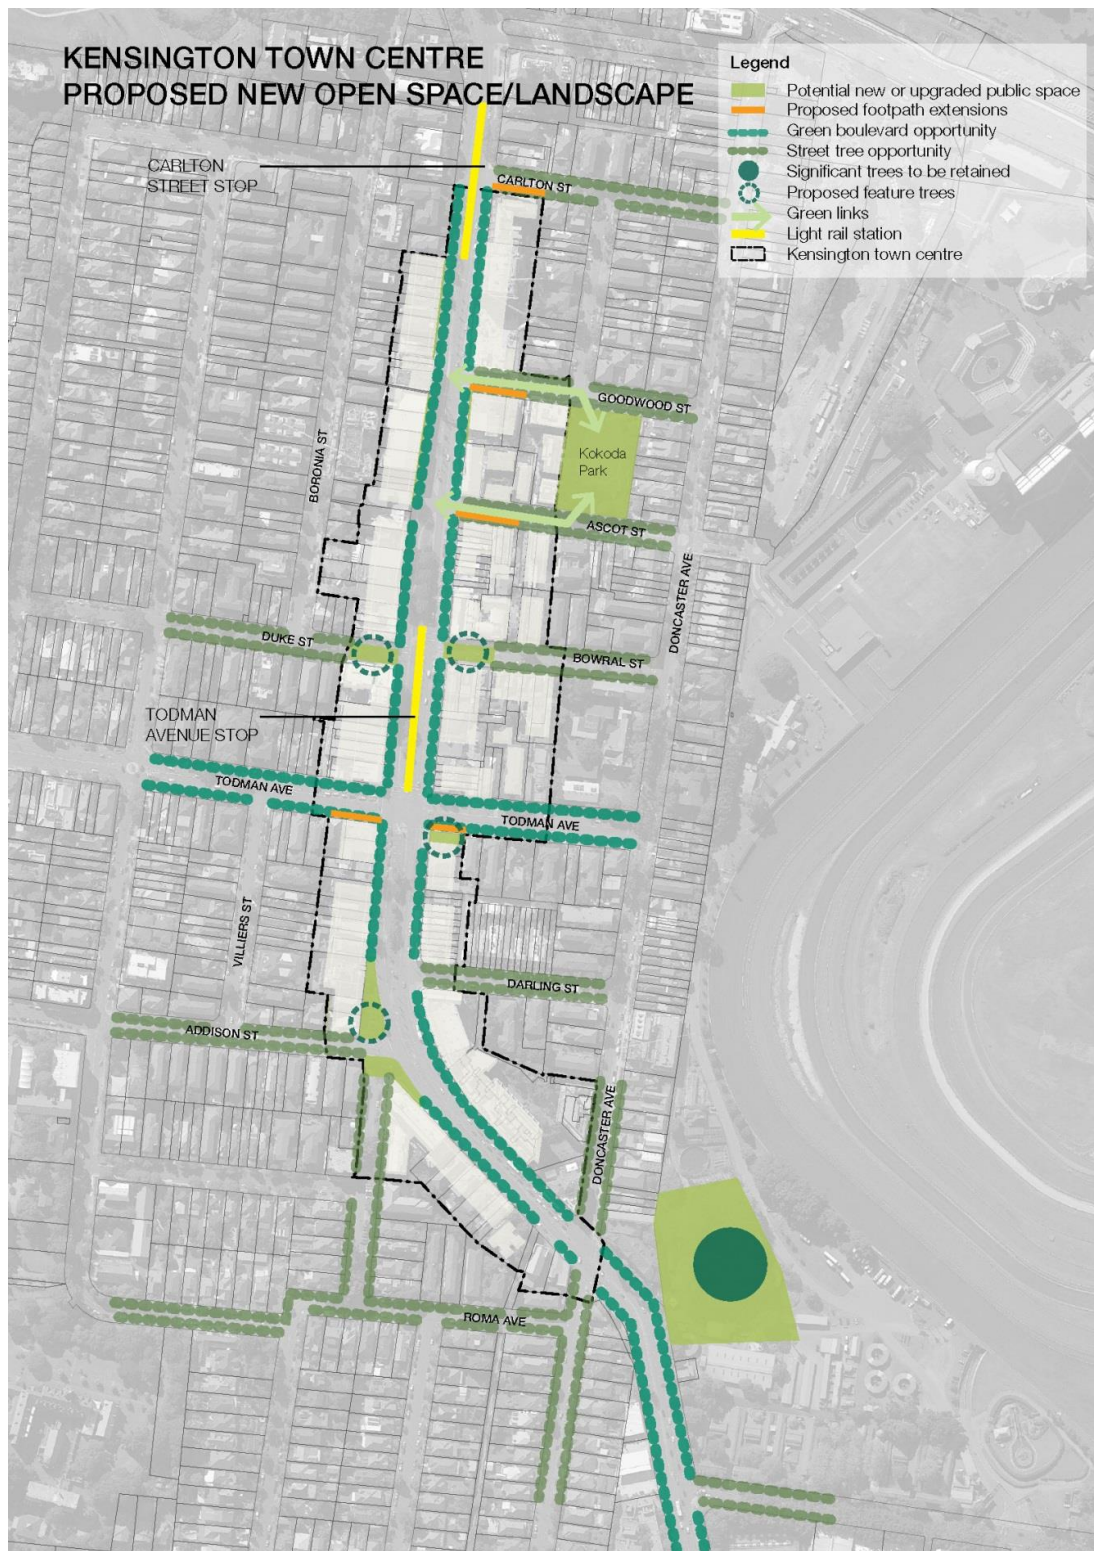 KENSINGTON TOWN CENTRE
PROPOSED NEW OPEN SPACE/LANDSCAPE
Legend
Potential new or upgraded public space
Proposed footpath extensions
Green boulevard opportunity
Street tree opportunity
Significant trees to be retained
Proposed feature trees
Green links
Light rail station
Kensington town centre
CARLTON
STREET STOP
CARLTON ST
GOODWOOD ST
BORONIA ST
Kokoda
Park
ASCOT ST
DONCASTER AVE
DUKE ST
BOWRAL ST
TODMAN
AVENUE STOP
TODMAN AVE
TODMAN AVE
VILLIERS ST
DARLING ST
ADDISON ST
DONCASTER AVE
ROMA AVE